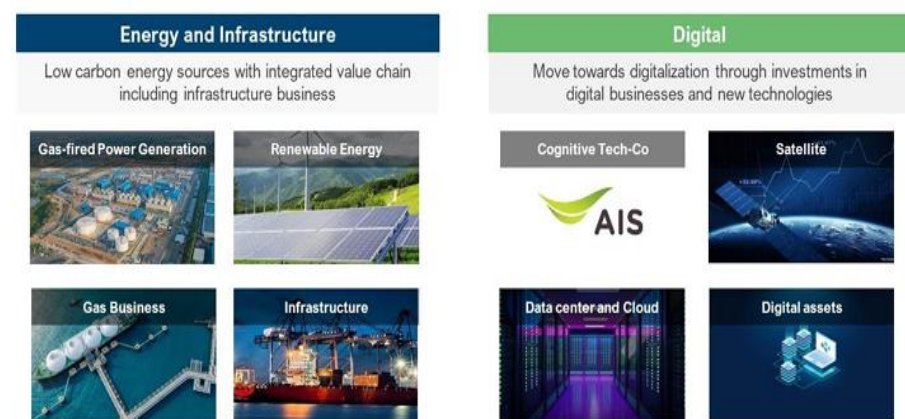 Energy and Infrastructure
Low carbon energy sources with integrated value chain
including infrastructure business
Gas-fired Power Generation
Renewable Energy
Gas Business
Infrastructure
Digital
Move towards digitalization through investments in
digital businesses and new technologies
Cognitive Tech-Co
AIS
Satellite
Data center and Cloud
Digital assets